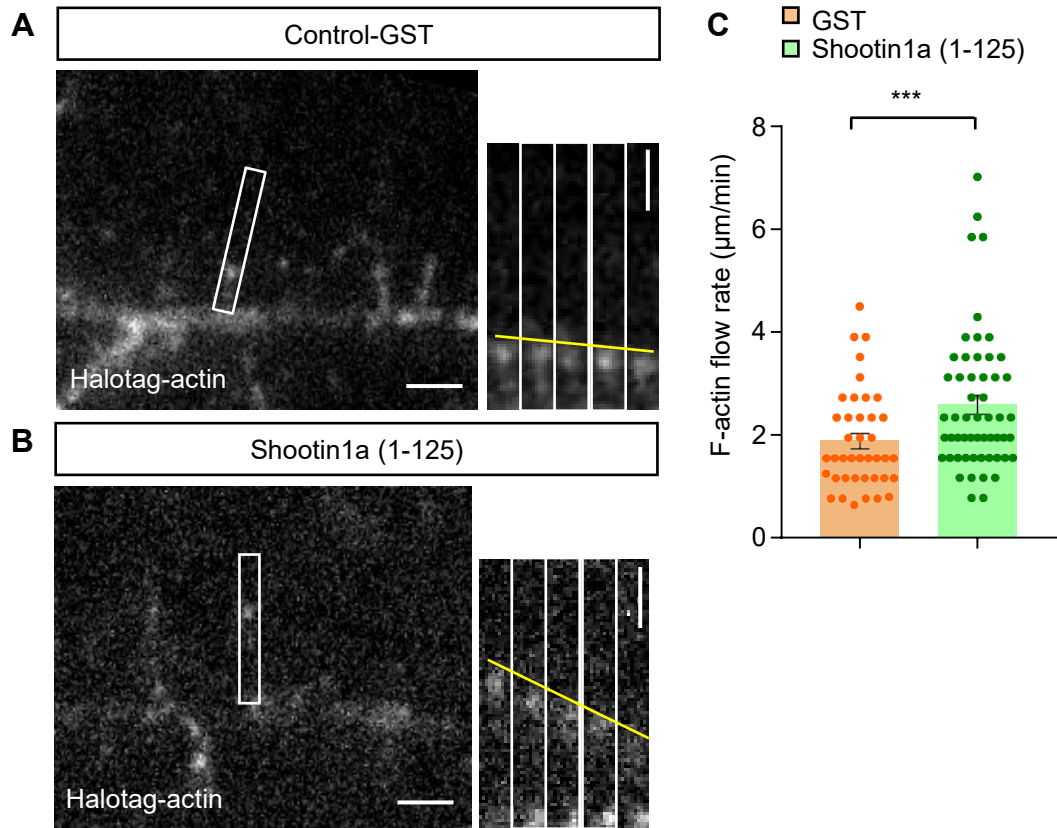 A
Control-GST
Halotag-actin
B
Shootin1a (1-125)
Halotag-actin
C
GST
Shootin1a (1-125)
***
F-actin flow rate (μm/min)
8
6
4
2
0